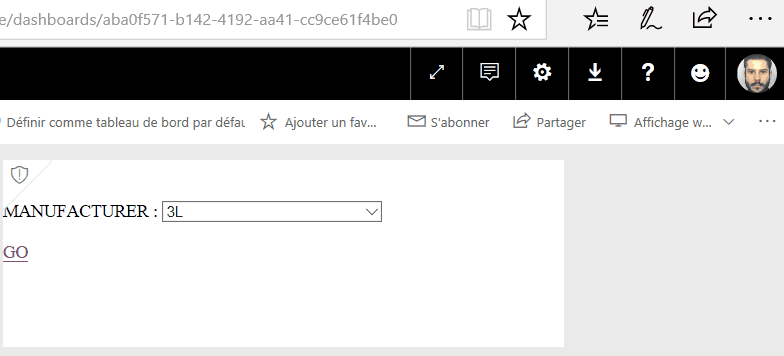 e/dashboards/aba0f571-b142-4192-aa41-cc9ce61f4be0
Définir comme tableau de bord par défau Ajouter un fav... S'abonner Partager Affichage w...
MANUFACTURER : 3L
GO